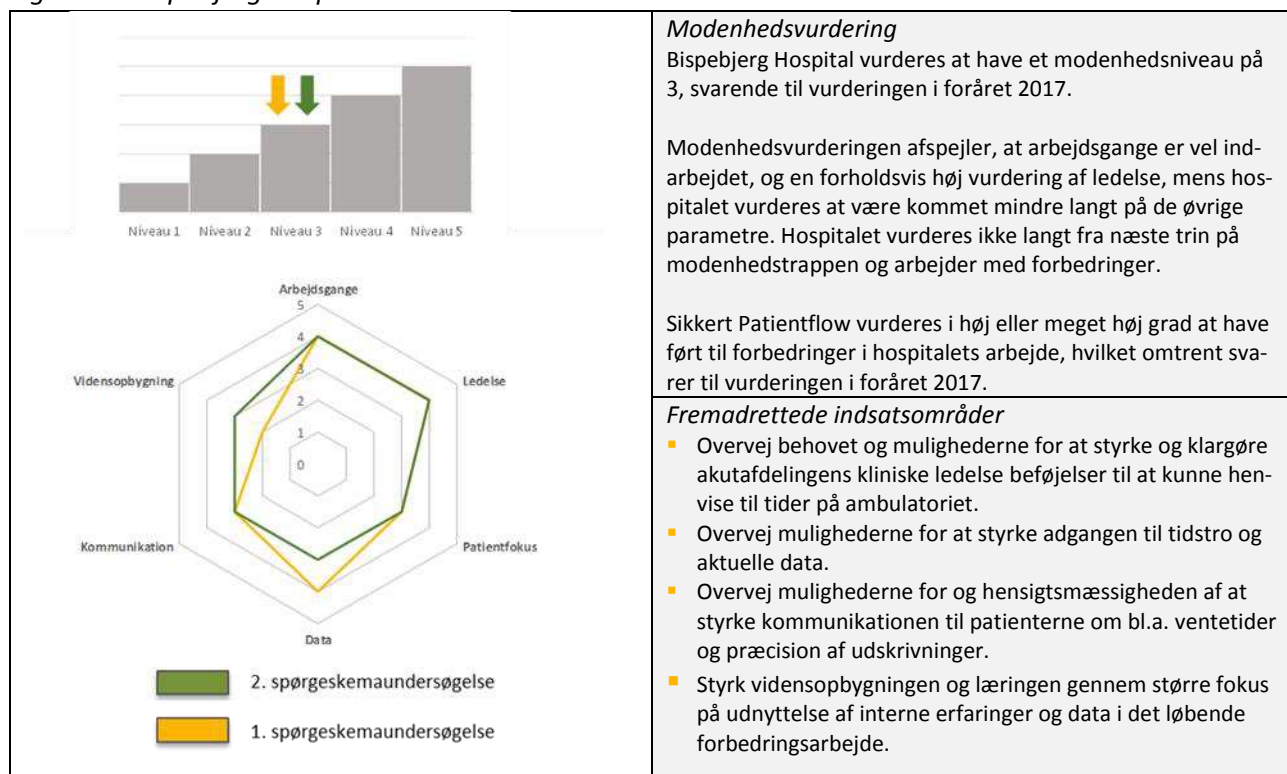 Modenhedsvurdering
Bispebjerg Hospital vurderes at have et modenhedsniveau på
3, svarende til vurderingen i foråret 2017.
Modenhedsvurderingen afspejler, at arbejdsgange er vel ind-
arbejdet, og en forholdsvis høj vurdering af ledelse, mens hos-
pitalet vurderes at være kommet mindre langt på de øvrige
parametre. Hospitalet vurderes ikke langt fra næste trin på
modenhedstrappen og arbejder med forbedringer.
Sikkert Patientflow vurderes i høj eller meget høj grad at have
ført til forbedringer i hospitalets arbejde, hvilket omtrent sva-
rer til vurderingen i foråret 2017.
Fremadrettede indsatsområder
Overvej behovet og mulighederne for at styrke og klargøre
akutafdelingens kliniske ledelse beføjelser til at kunne hen-
vise til tider på ambulatoriet.
Overvej mulighederne for at styrke adgangen til tidstro og
aktuelle data.
Overvej mulighederne for og hensigtsmæssigheden af at
styrke kommunikationen til patienterne om bl.a. ventetider
og præcision af udskrivninger.
Styrk vidensopbygningen og læringen gennem større fokus
på udnyttelse af interne erfaringer og data i det løbende
forbedringsarbejde.
Niveau 1 Niveau 2 Niveau 3 Niveau 4 Niveau 5
Arbejdsgange
5
4
3
Vidensopbygning
Ledelse
2
1
0
Kommunikation
Patientfokus
Data
2. spørgeskemaundersøgelse
1. spørgeskemaundersøgelse